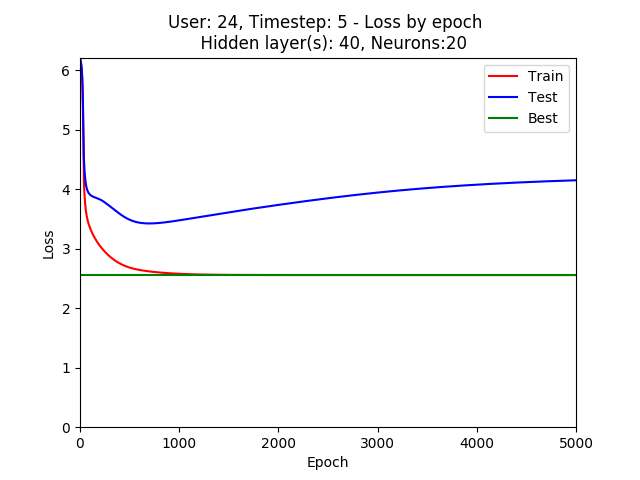 User: 24, Timestep: 5 - Loss by epoch
Hidden layer(s): 40, Neurons:20
Train
Test
Best
6
5
4
3
2
1
0
Loss
0 1000 2000 3000 4000 5000
Epoch